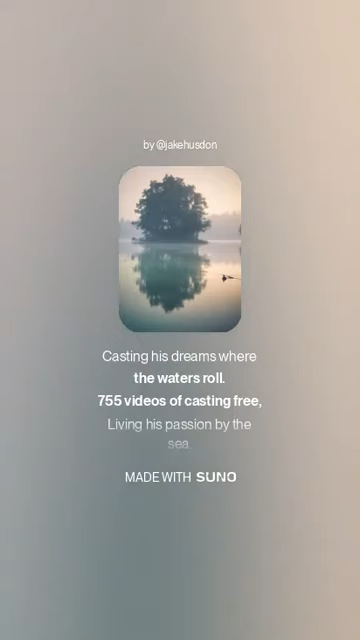 by @jakehusdon
Casting his dreams where
the waters roll.
755 videos of casting free,
Living his passion by the
sea.
MADE WITH SUNO